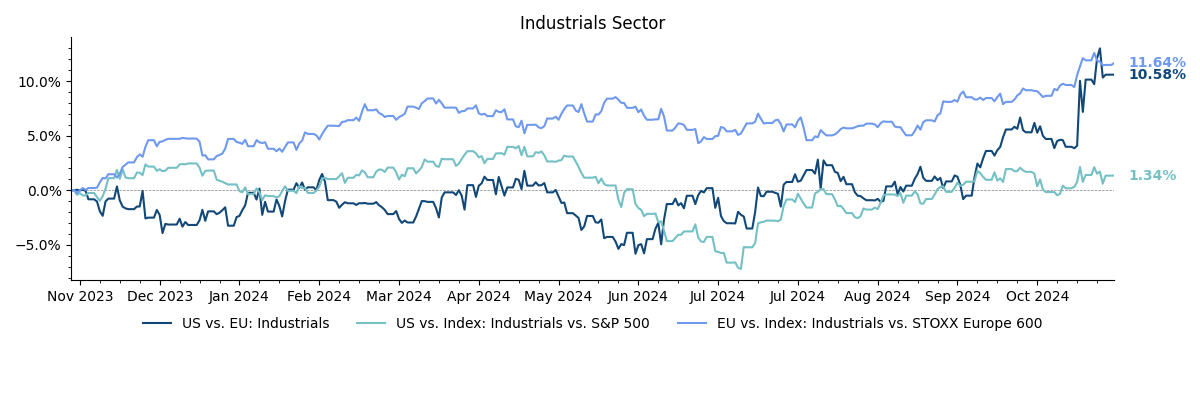 Industrials Sector
10.0%
5.0%
0.0%
−5.0%
11.64%
10.58%
1.34%
Nov 2023 Dec 2023 Jan 2024 Feb 2024 Mar 2024 Apr 2024 May 2024 Jun 2024 Jul 2024 Jul 2024 Aug 2024 Sep 2024 Oct 2024
US vs. EU: Industrials US vs. Index: Industrials vs. S&P 500 EU vs. Index: Industrials vs. STOXX Europe 600